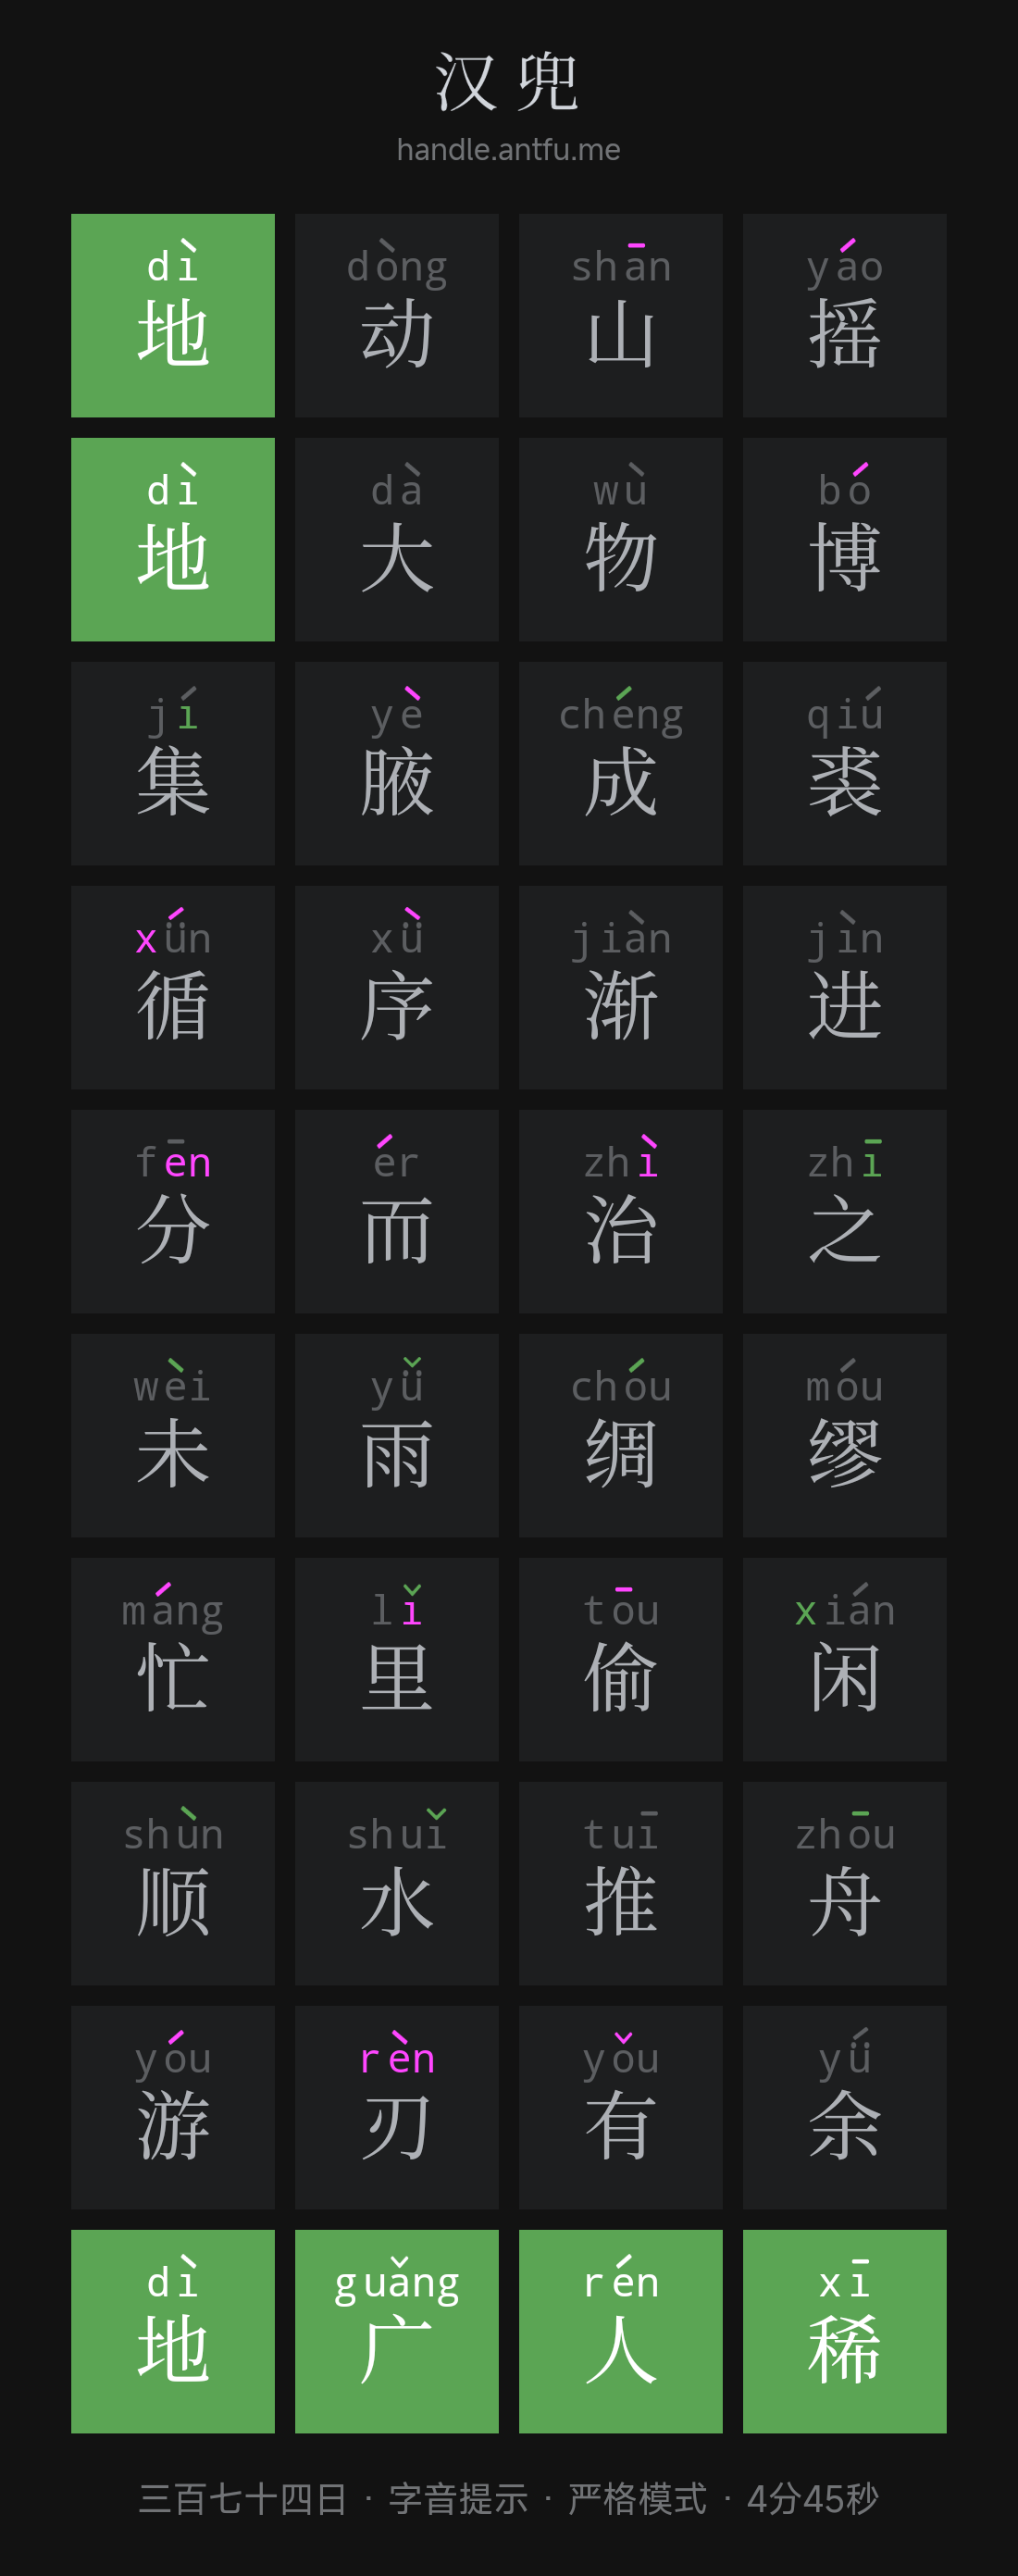 汉兜
handle.antfu.me
dì dòng shān yáo
地 动 山 摇
dì dà wù bó
地 大 物 博
jí yè chéng qiú
集 腋 成 裘
xǘn xǜ jiàn jìn
循 序 渐 进
fēn ér zhì zhī
分 而 治 之
wèi yǚ chóu móu
未 雨 绸 缪
máng lǐ tōu xián
忙 里 偷 闲
shùn shuǐ tuī zhōu
顺 水 推 舟
yóu rèn yǒu yǘ
游 刃 有 余
dì guǎng rén xī
地 广 人 稀
三百七十四日 · 字音提示 · 严格模式 · 4分45秒